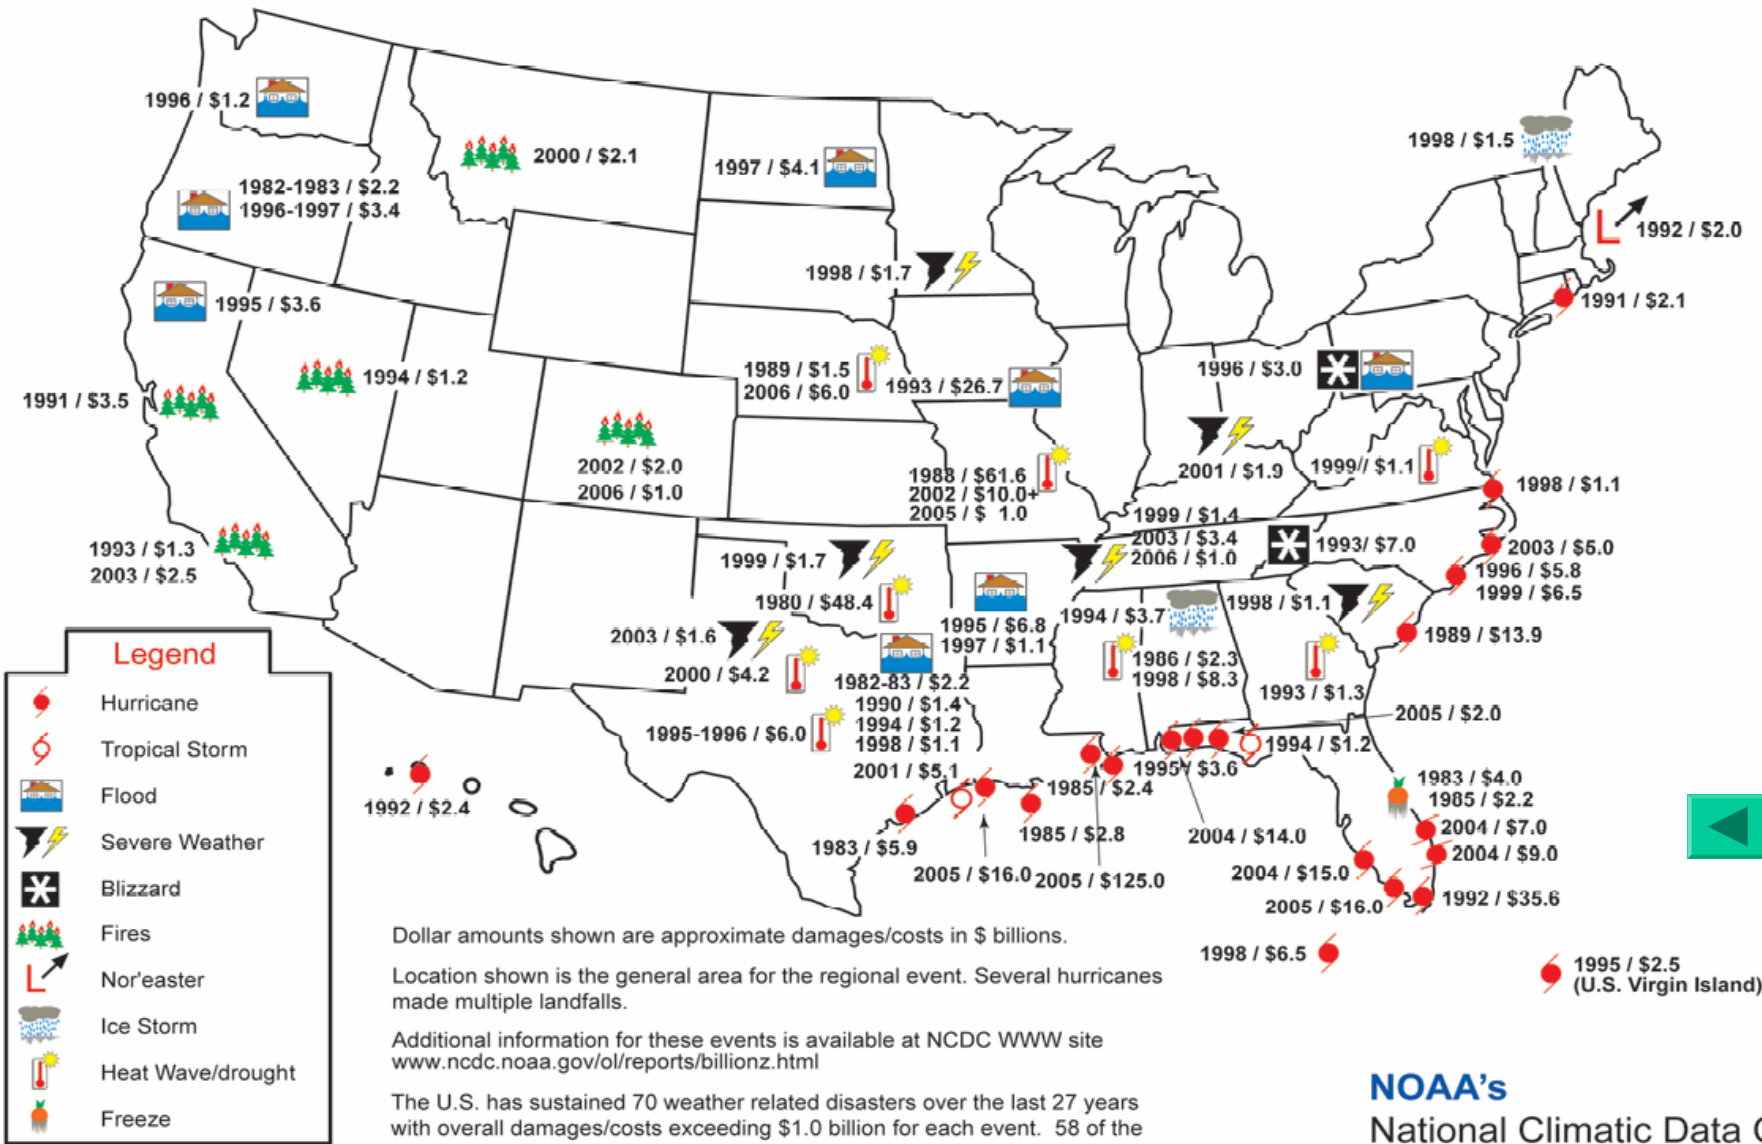 1996 / $1.2
2000 / $2.1
1997 / $4.1
1998 / $1.5
1982-1983 / $2.2
1996-1997 / $3.4
1992 / $2.0
1998 / $1.7
1995 / $3.6
1991 / $2.1
1994 / $1.2
1989 / $1.5
2006 / $6.0
1993 / $26.7
1996 / $3.0
1991 / $3.5
2002 / $2.0
2006 / $1.0
1988 / $61.6
2002 / $10.0+
2005 / $ 1.0
2001 / $1.9
1999// $1.1
1998 / $1.1
1999 / $1.4
2003 / $3.4
2006 / $1.0
1993/ $7.0
2003 / $5.0
1993 / $1.3
2003 / $2.5
1999 / $1.7
1996 / $5.8
1999 / $6.5
1980 / $48.4
1995 / $6.8
1997 / $1.1
1994 / $3.7
1998 / $1.1
1989 / $13.9
2003 / $1.6
2000 / $4.2
1982-83 / $2.2
1990 / $1.4
1994 / $1.2
1998 / $1.1
2001 / $5.1
1986 / $2.3
1998 / $8.3
1993 / $1.3
1995-1996 / $6.0
2005 / $2.0
1994 / $1.2
1995 / $3.6
1992 / $2.4
1985 / $2.4
1983 / $4.0
1985 / $2.2
2004 / $7.0
2004 / $9.0
1983 / $5.9
1985 / $2.8
2004 / $14.0
2005 / $16.0
2005 / $125.0
2004 / $15.0
2005 / $16.0
1992 / $35.6
1998 / $6.5
1995 / $2.5
(U.S. Virgin Island)
Legend
Hurricane
Tropical Storm
Flood
Severe Weather
Blizzard
Fires
L
Nor'easter
Ice Storm
Heat Wave/drought
Freeze
L
Dollar amounts shown are approximate damages/costs in $ billions.
Location shown is the general area for the regional event. Several hurricanes
made multiple landfalls.
Additional information for these events is available at NCDC WWW site
www.ncdc.noaa.gov/ol/reports/billionz.html
The U.S. has sustained 70 weather related disasters over the last 27 years
with overall damages/costs exceeding $1.0 billion for each event. 58 of the
NOAA's
National Climatic Data